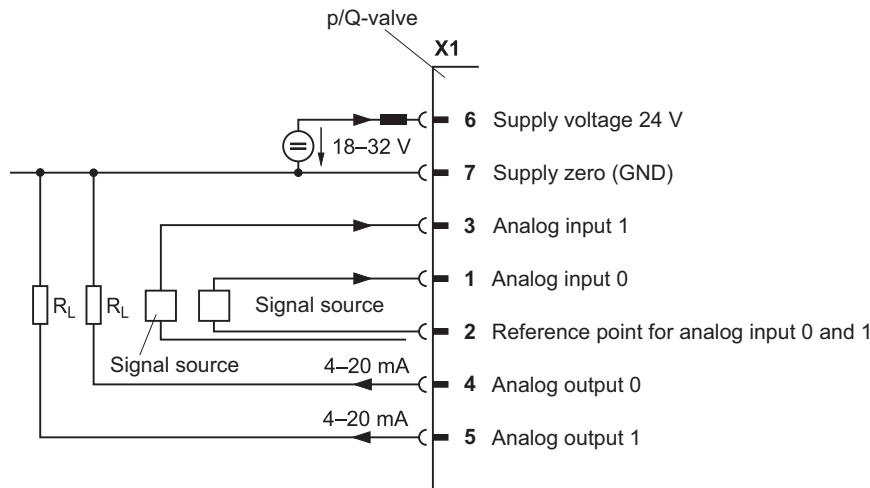 p/Q-valve
X1
6 Supply voltage 24 V
18–32 V
7 Supply zero (GND)
3 Analog input 1
1 Analog input 0
RL RL Signal source
2 Reference point for analog input 0 and 1
Signal source
4–20 mA
4 Analog output 0
4–20 mA
5 Analog output 1